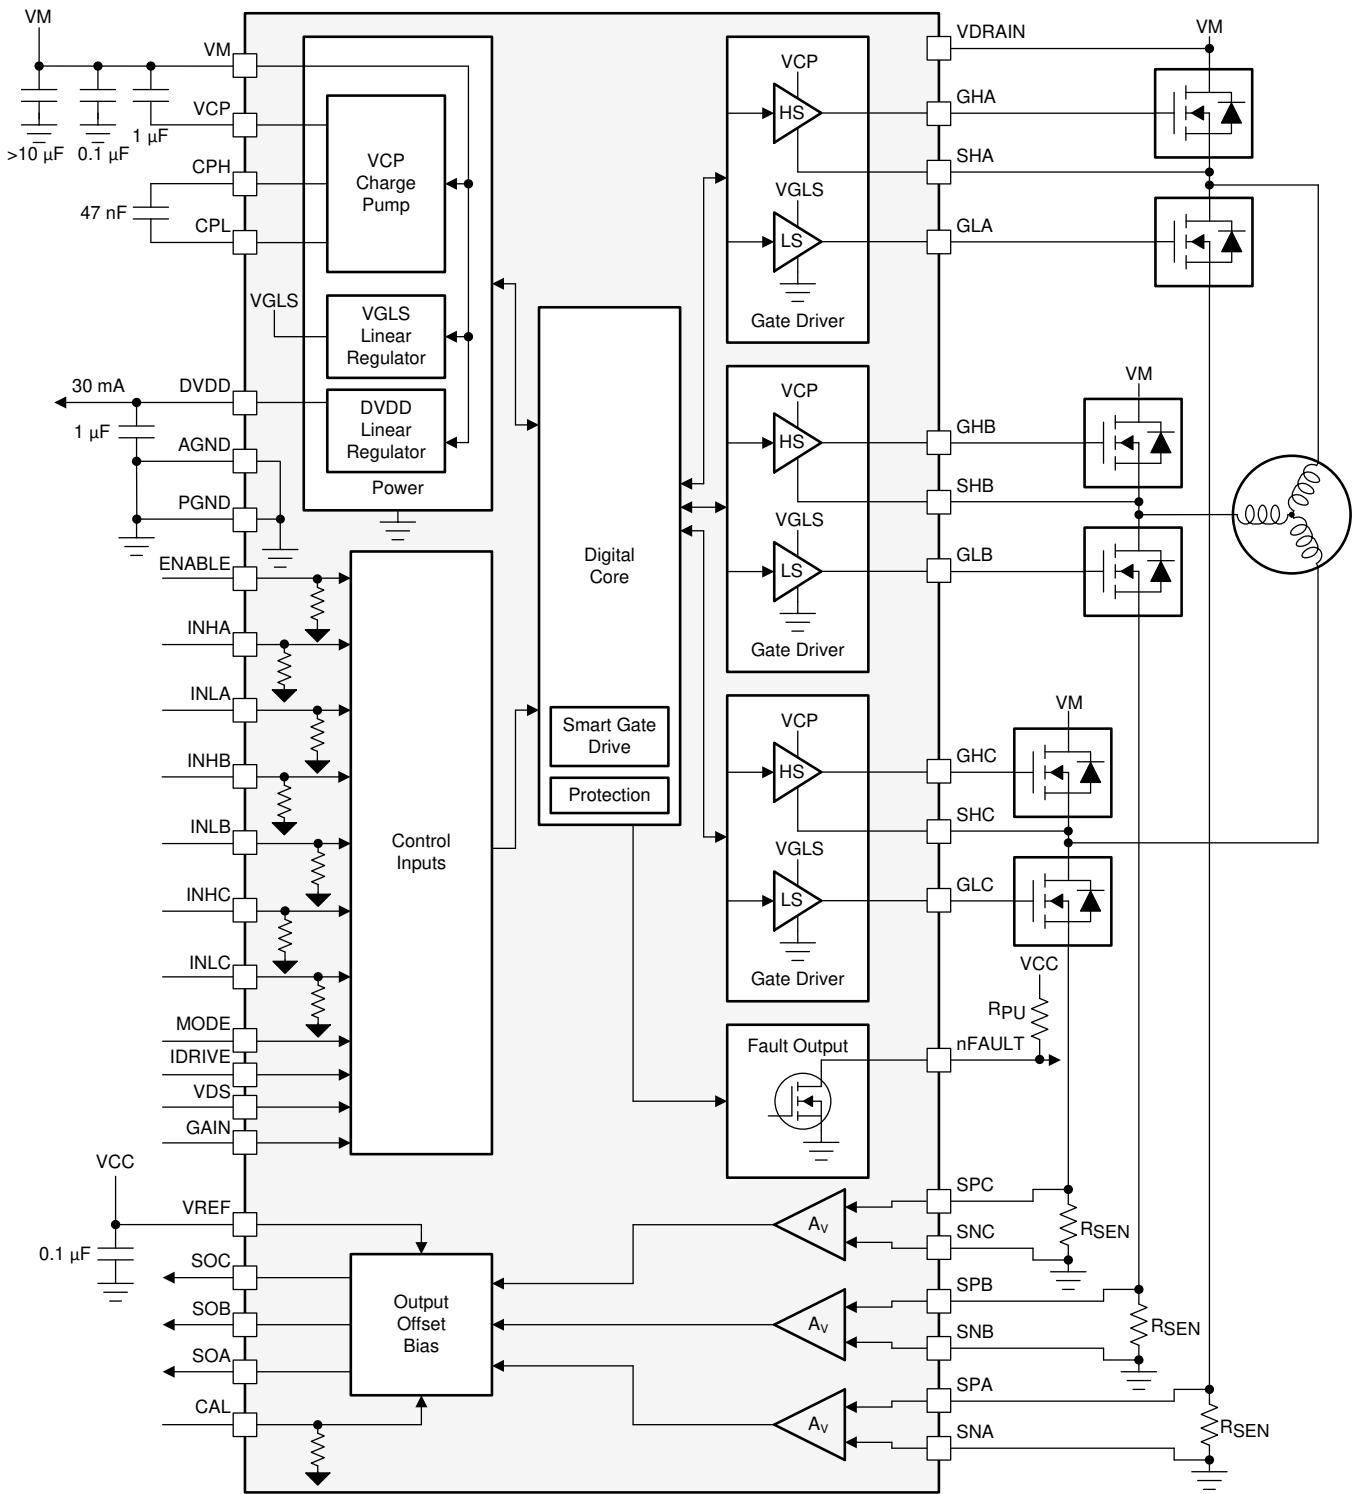 VM
VM
VCP
1 µF
>10 µF
0.1 µF
CPH
47 nF
CPL
VCP
Charge
Pump
VGLS
VGLS
Linear
Regulator
30 mA
DVDD
1 µF
DVDD
Linear
Regulator
AGND
PGND
Power
ENABLE
INHA
INLA
INHB
INLB
INHC
INLC
MODE
IDRIVE
VDS
GAIN
Control
Inputs
Digital
Core
Smart Gate
Drive
Protection
VCP
HS
VGLS
LS
Gate Driver
VCP
HS
VGLS
LS
Gate Driver
VCP
HS
VGLS
LS
Gate Driver
Fault Output
VDRAIN
VM
GHA
SHA
GLA
VM
GHB
SHB
GLB
VM
GHC
SHC
GLC
VCC
RPU
nFAULT
VCC
VREF
0.1 µF
SOC
SOB
SOA
CAL
Output
Offset
Bias
AV
AV
AV
SPC
SNC
RSEN
SPB
SNB
RSEN
SPA
SNA
RSEN